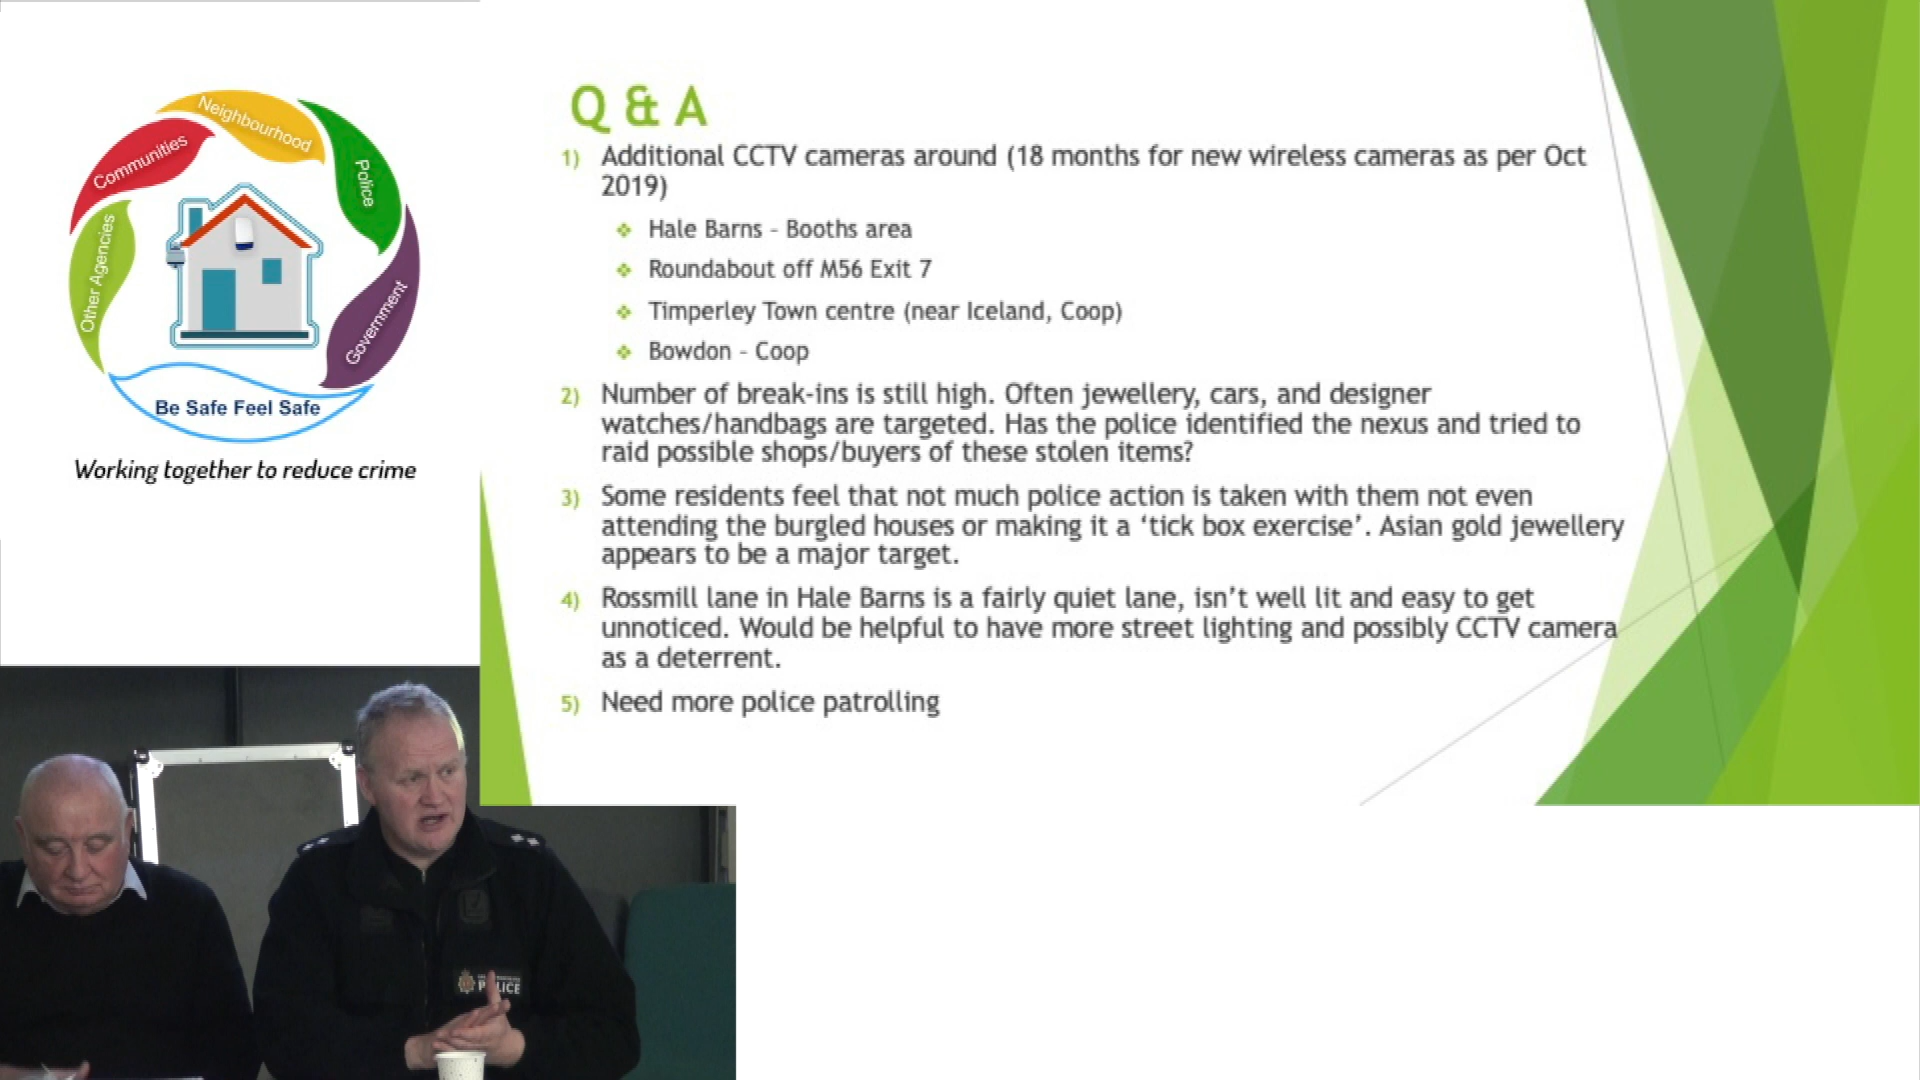 Neighbourhood
Communities
Police
Other Agencies
Government
Be Safe Feel Safe
Working together to reduce crime
Q & A
1) Additional CCTV cameras around (18 months for new wireless cameras as per Oct
2019)
Hale Barns - Booths area
Roundabout off M56 Exit 7
Timperley Town centre (near Iceland, Coop)
Bowdon - Coop
2) Number of break-ins is still high. Often jewellery, cars, and designer
watches/handbags are targeted. Has the police identified the nexus and tried to
raid possible shops/buyers of these stolen items?
3) Some residents feel that not much police action is taken with them not even
attending the burgled houses or making it a ‘tick box exercise’. Asian gold jewellery
appears to be a major target.
4) Rossmill lane in Hale Barns is a fairly quiet lane, isn’t well lit and easy to get
unnoticed. Would be helpful to have more street lighting and possibly CCTV camera
as a deterrent.
5) Need more police patrolling
POLICE